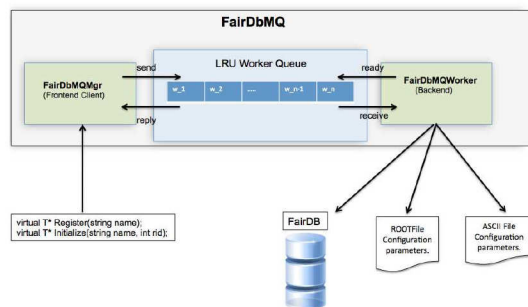 FairDbMQ
LRU Worker Queue
FairDbMQMgr
(Frontend Client)
send
reply
w_1 w_2 .... w_n-1 w_n
ready
receive
FairDbMQWorker
(Backend)
virtual T* Register(string name);
virtual T* Initialize(string name, int rid);
FairDB
ROOTFile
Configuration
parameters.
ASCII File
Configuration
parameters.